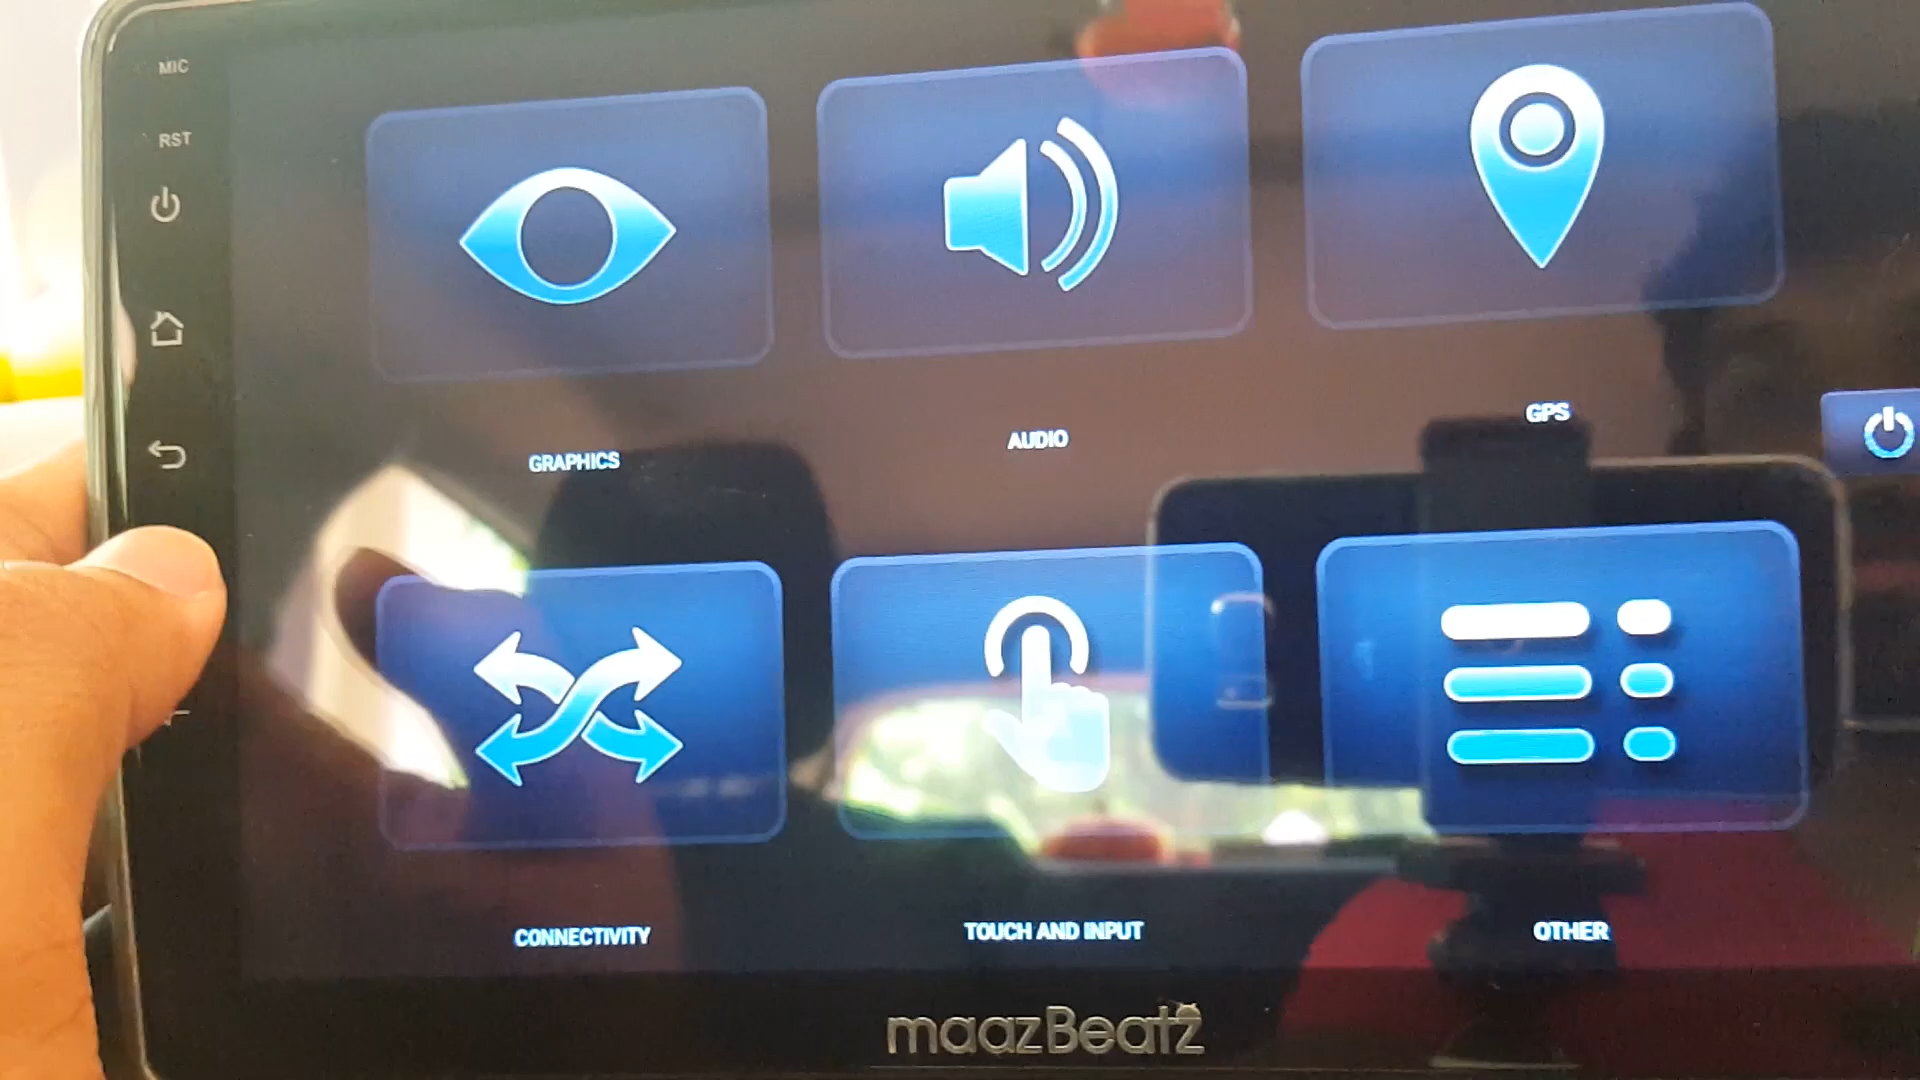 MIC
RST
GRAPHICS
AUDIO
GPS
CONNECTIVITY
TOUCH AND INPUT
OTHER
maazBeatz